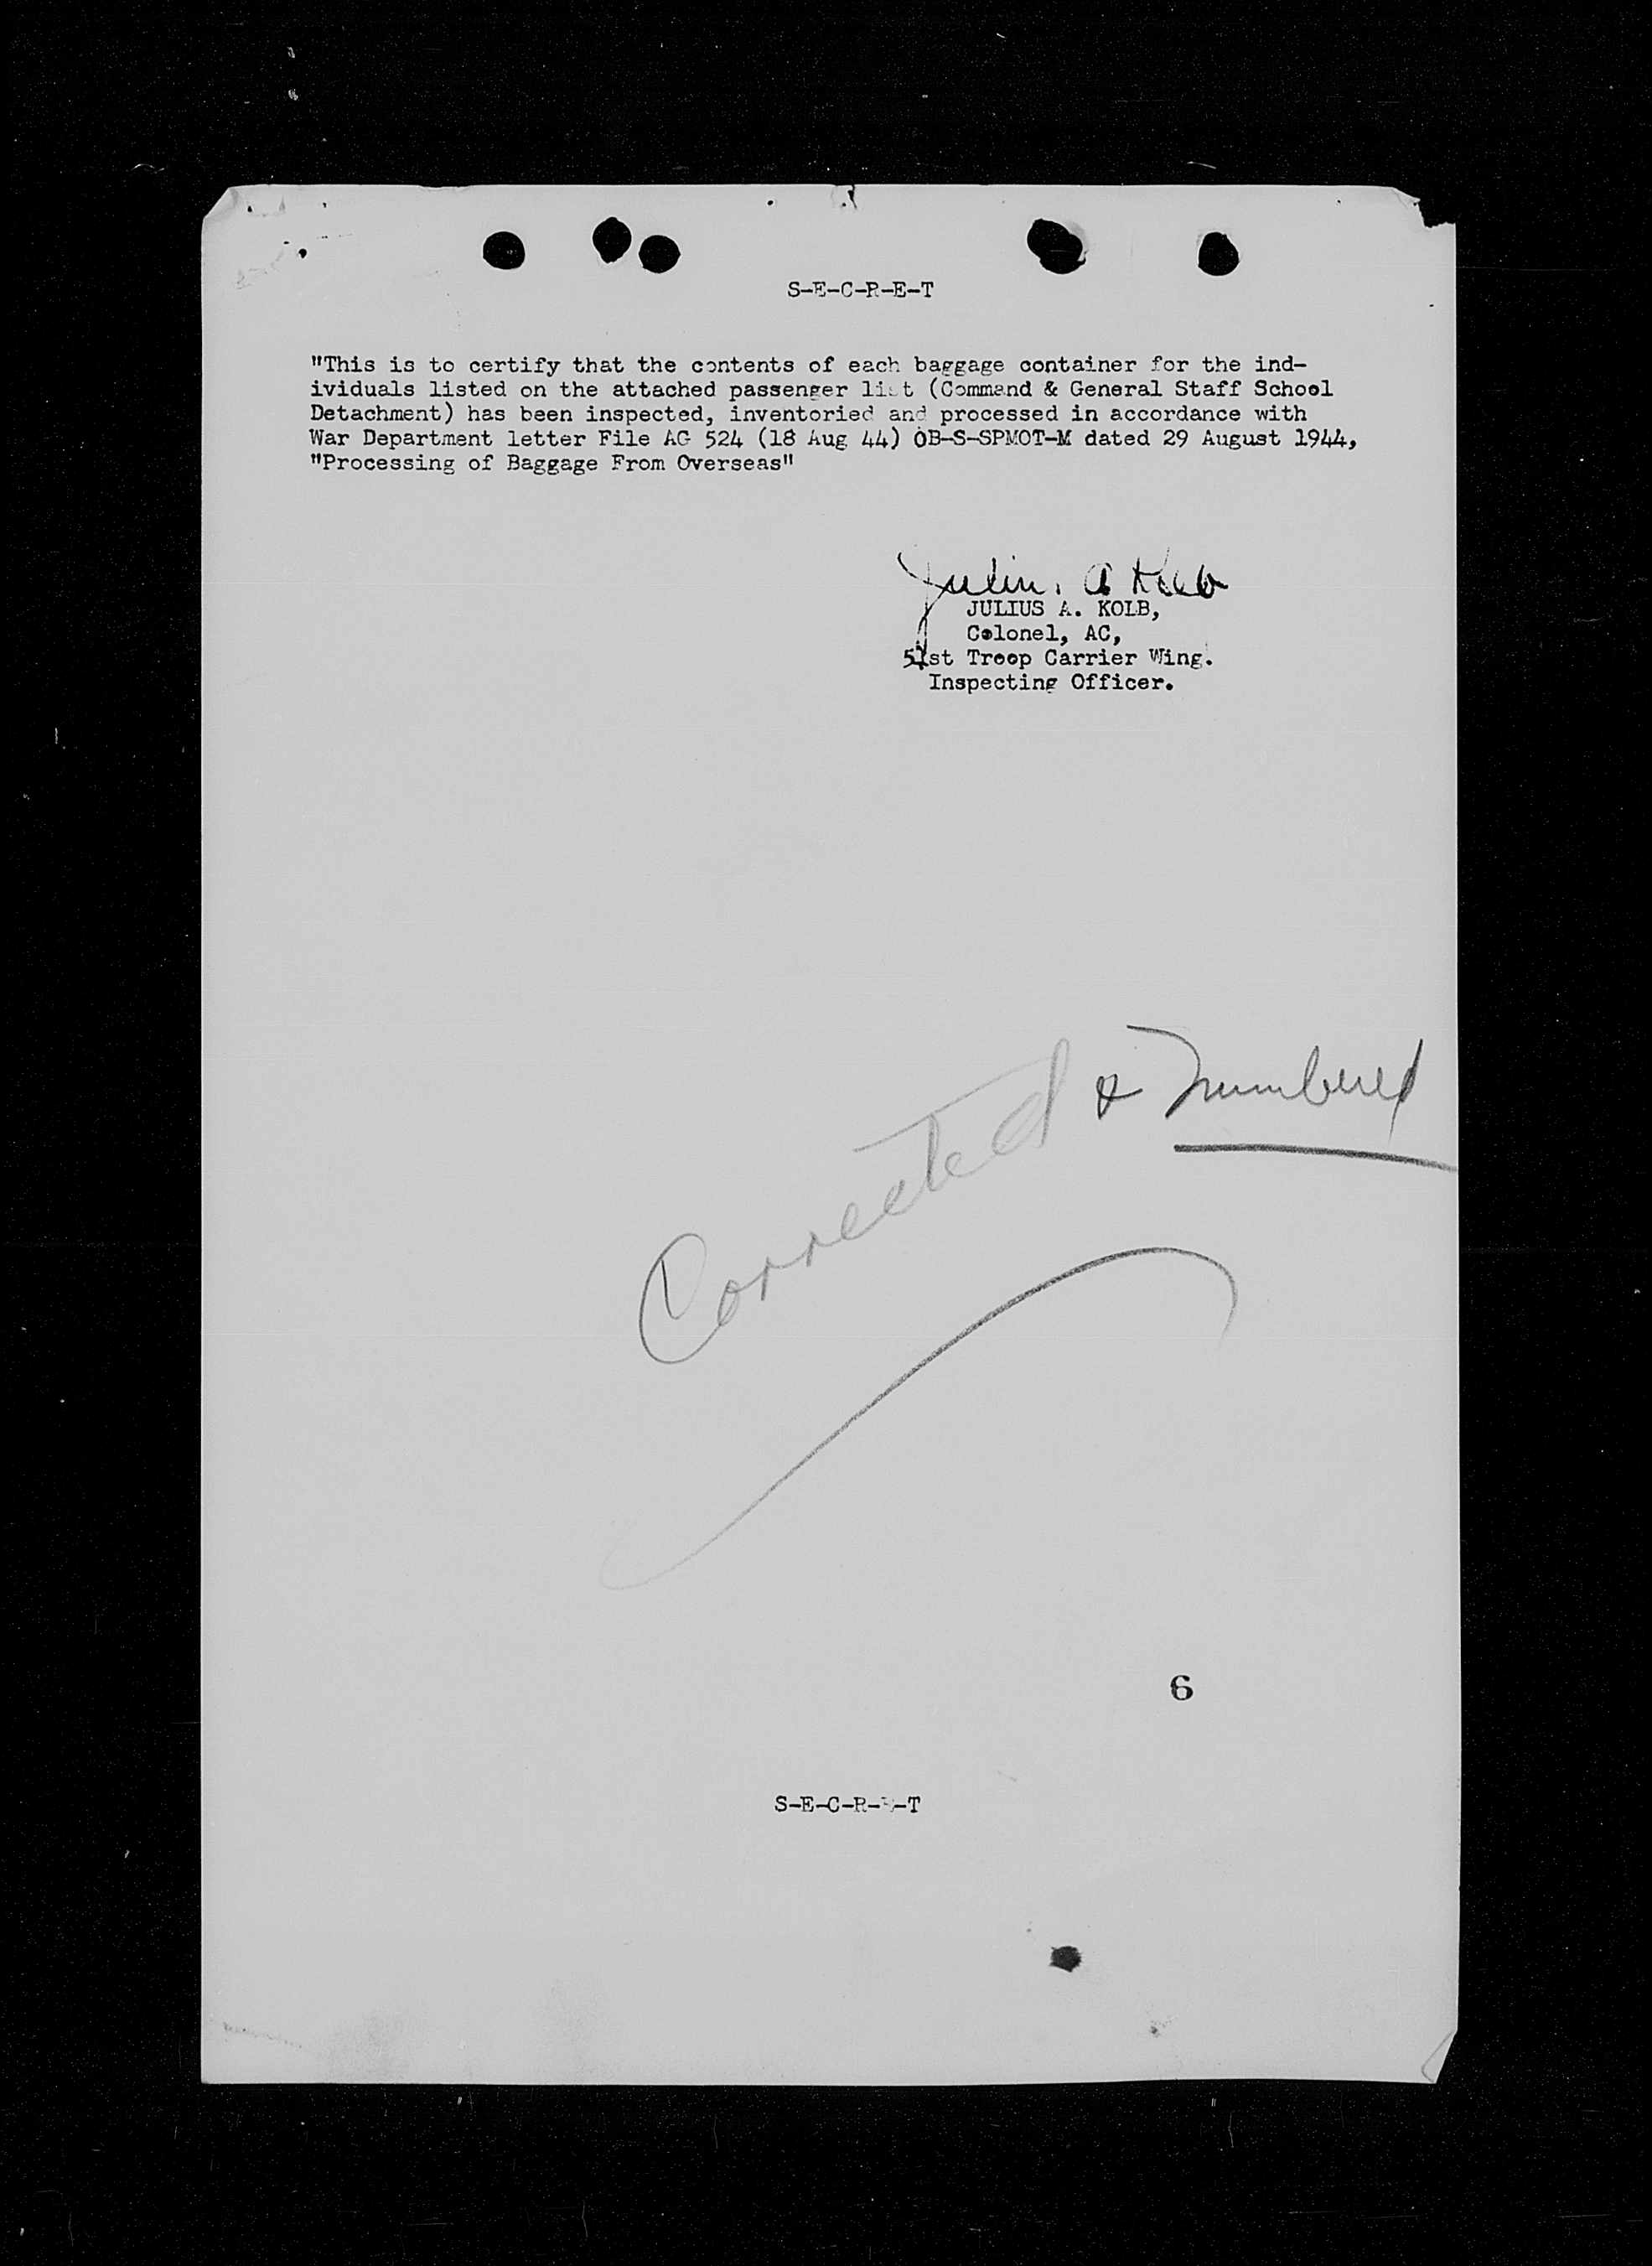 S-E-C-R-E-T
"This is to certify that the contents of each baggage container for the ind-
ividuals listed on the attached passenger list (Command & General Staff School
Detachment) has been inspected, inventoried and processed in accordance with
War Department letter File AG 524 (18 Aug 44) OB-S-SPMOT-M dated 29 August 1944,
"Processing of Baggage From Overseas"
Julius A Kolb
JULIUS A. KOLB,
Colonel, AC,
51st Troop Carrier Wing.
Inspecting Officer.
Corrected & numbered
6
S-E-C-R-E-T